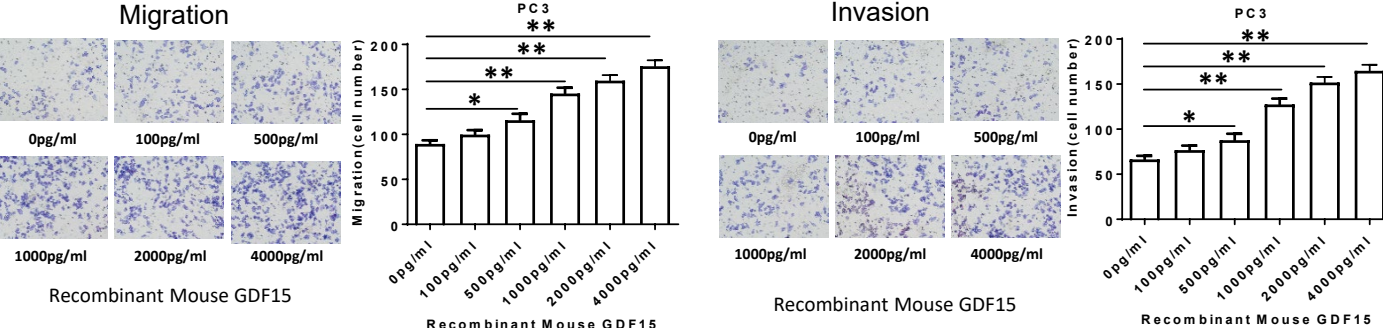 Migration
0pg/ml 100pg/ml 500pg/ml
1000pg/ml 2000pg/ml 4000pg/ml
Recombinant Mouse GDF15
PC3
**
**
**
*
Migration(cell number)
200
150
100
50
0
0pg/ml 100pg/ml 500pg/ml 1000pg/ml 2000pg/ml 4000pg/ml
Recombinant Mouse GDF15
Invasion
0pg/ml 100pg/ml 500pg/ml
1000pg/ml 2000pg/ml 4000pg/ml
Recombinant Mouse GDF15
PC3
**
**
**
*
Invasion(cell number)
200
150
100
50
0
0pg/ml 100pg/ml 500pg/ml 1000pg/ml 2000pg/ml 4000pg/ml
Recombinant Mouse GDF15